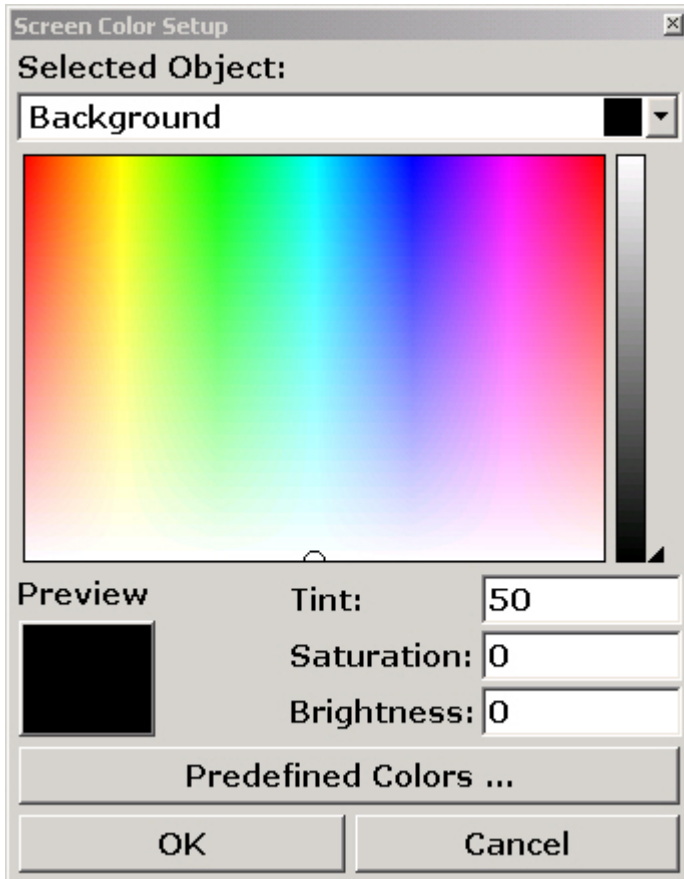 Screen Color Setup
Selected Object:
Background
Preview
Tint: 50
Saturation: 0
Brightness: 0
Predefined Colors ...
OK Cancel